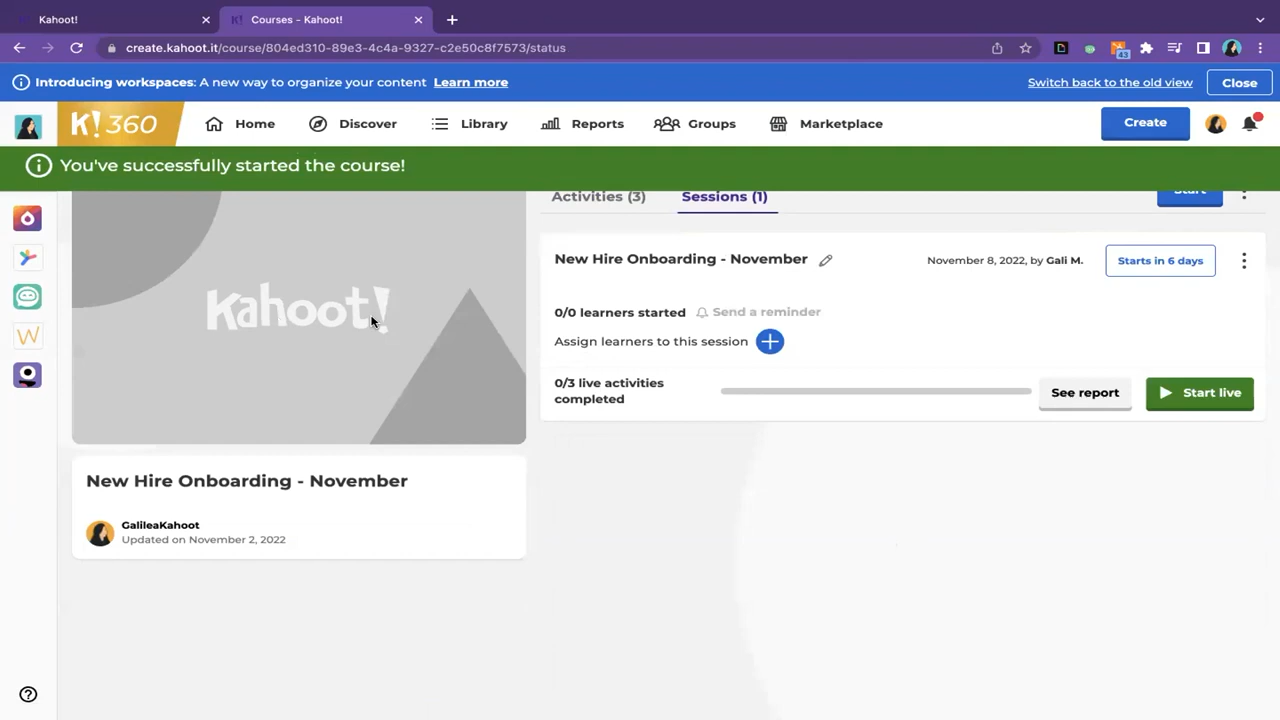 Kahoot!
Courses - Kahoot!
create.kahoot.it/course/804ed310-89e3-4c4a-9327-c2e50c8f7573/status
43
Introducing workspaces: A new way to organize your content Learn more
Switch back to the old view
Close
K! 360
Home
Discover
Library
Reports
Groups
Marketplace
Create
You've successfully started the course!
Activities (3)
Sessions (1)
Start
Kahoot!
New Hire Onboarding - November
November 8, 2022, by Gali M.
Starts in 6 days
0/0 learners started
Send a reminder
Assign learners to this session
0/3 live activities
completed
See report
Start live
New Hire Onboarding - November
GalileaKahoot
Updated on November 2, 2022